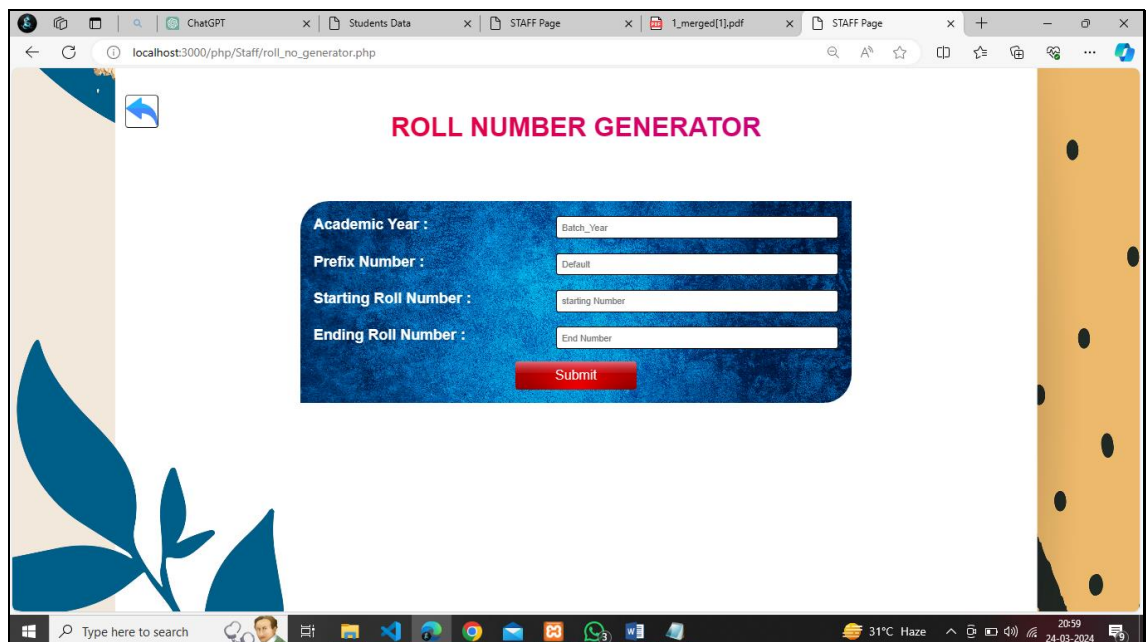 ChatGPT
Students Data
STAFF Page
1_merged[1].pdf
STAFF Page
localhost:3000/php/Staff/roll_no_generator.php
ROLL NUMBER GENERATOR
Academic Year :
Batch_Year
Prefix Number :
Default
Starting Roll Number :
starting Number
Ending Roll Number :
End Number
Submit
Type here to search
31°C Haze
20:59
24-03-2024